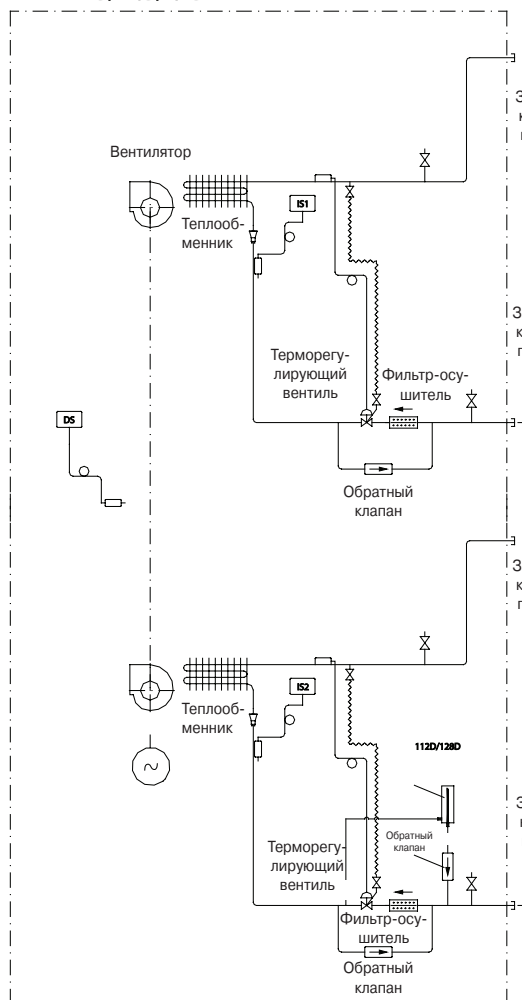 Вентилятор
IS1
Теплооб-
менник
Терморегу-
лирующий
вентиль
Фильтр-осу-
шитель
DS
Обратный
клапан
IS2
Теплооб-
менник
112D/128D
Обратный
клапан
Терморегу-
лирующий
вентиль
Фильтр-осу-
шитель
Обратный
клапан